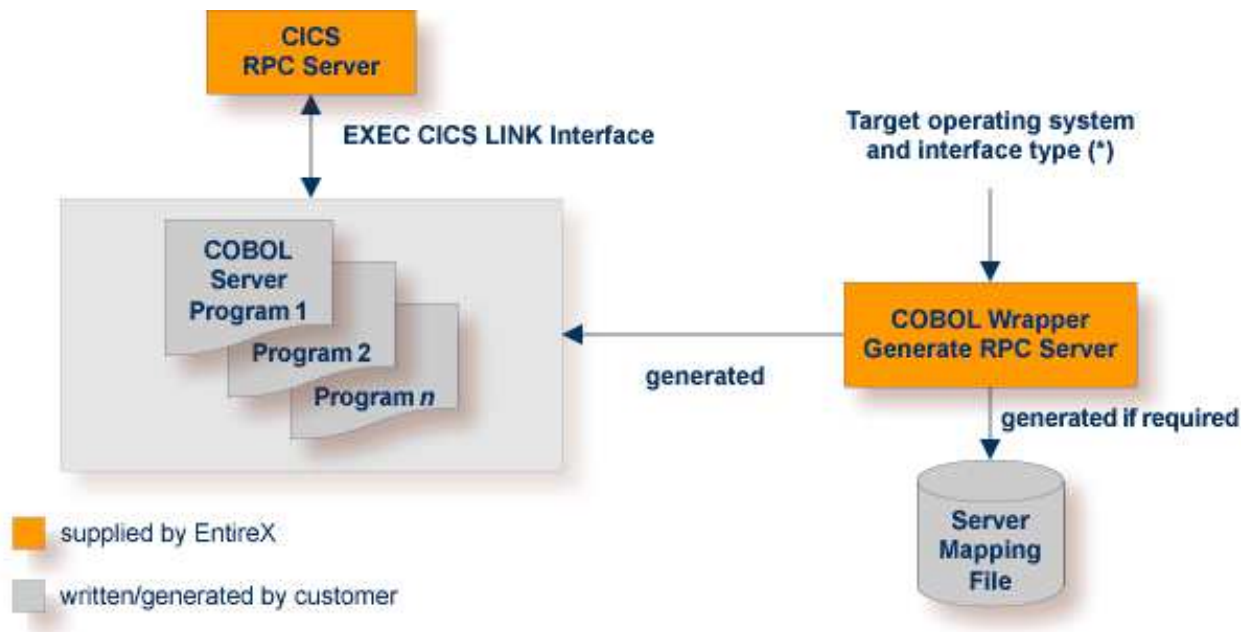 CICS
RPC Server
EXEC CICS LINK Interface
Target operating system
and interface type (*)
COBOL
Server
Program 1
Program 2
Program n
COBOL Wrapper
Generate RPC Server
generated
generated if required
Server
Mapping
File
supplied by EntireX
written/generated by customer